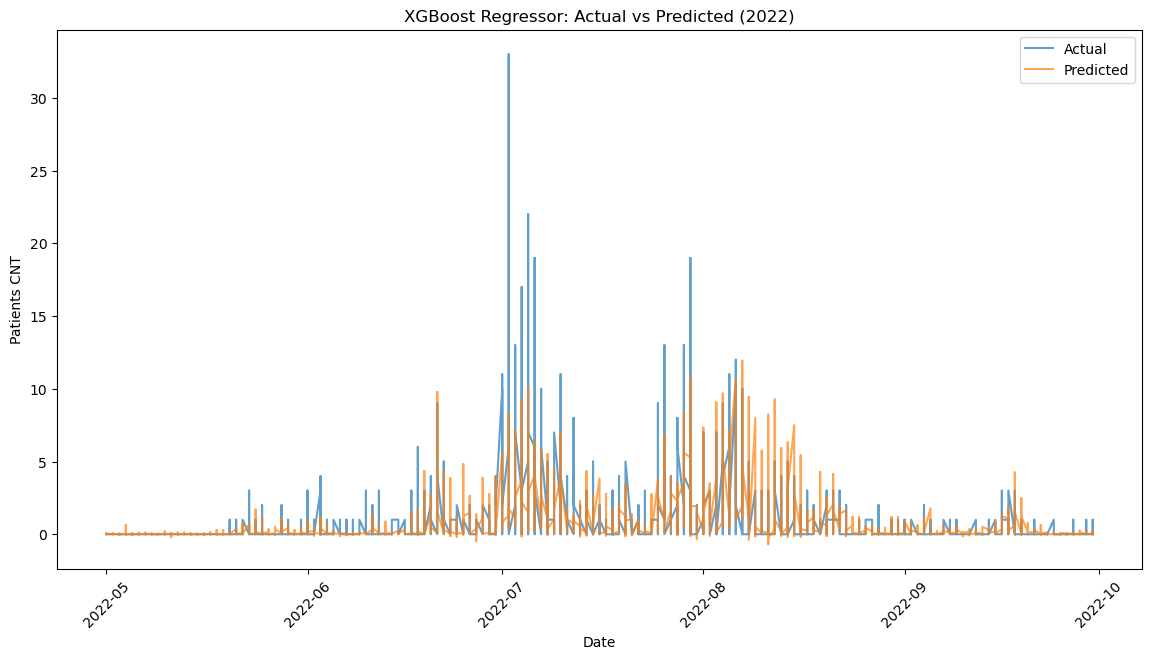 XGBoost Regressor: Actual vs Predicted (2022)
Actual
Predicted
Patients CNT
30
25
20
15
10
5
0
2022-05
2022-06
2022-07
2022-08
2022-09
2022-10
Date